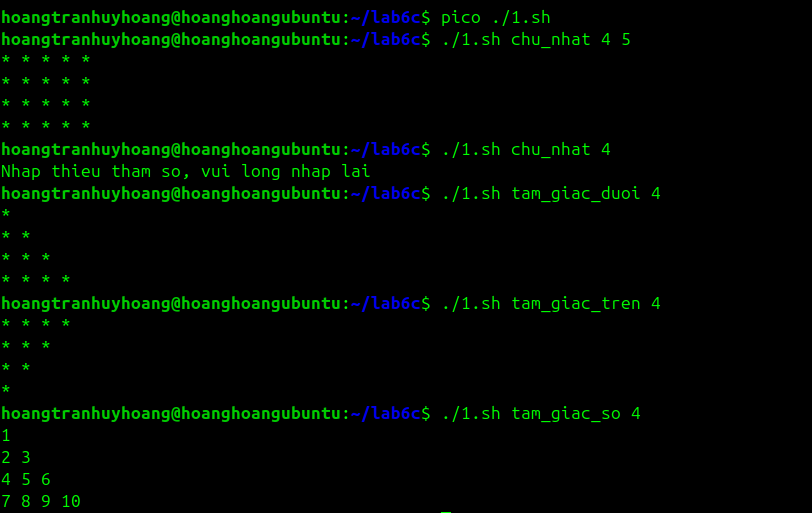 hoangtranhuyhoang@hoanghoangubuntu:~/lab6c$ pico ./1.sh
hoangtranhuyhoang@hoanghoangubuntu:~/lab6c$ ./1.sh chu_nhat 4 5
* * * * *
* * * * *
* * * * *
* * * * *
hoangtranhuyhoang@hoanghoangubuntu:~/lab6c$ ./1.sh chu_nhat 4
Nhap thieu tham so, vui long nhap lai
hoangtranhuyhoang@hoanghoangubuntu:~/lab6c$ ./1.sh tam_giac_duoi 4
*
* *
* * *
* * * *
hoangtranhuyhoang@hoanghoangubuntu:~/lab6c$ ./1.sh tam_giac_tren 4
* * * *
* * *
* *
*
hoangtranhuyhoang@hoanghoangubuntu:~/lab6c$ ./1.sh tam_giac_so 4
1
2 3
4 5 6
7 8 9 10